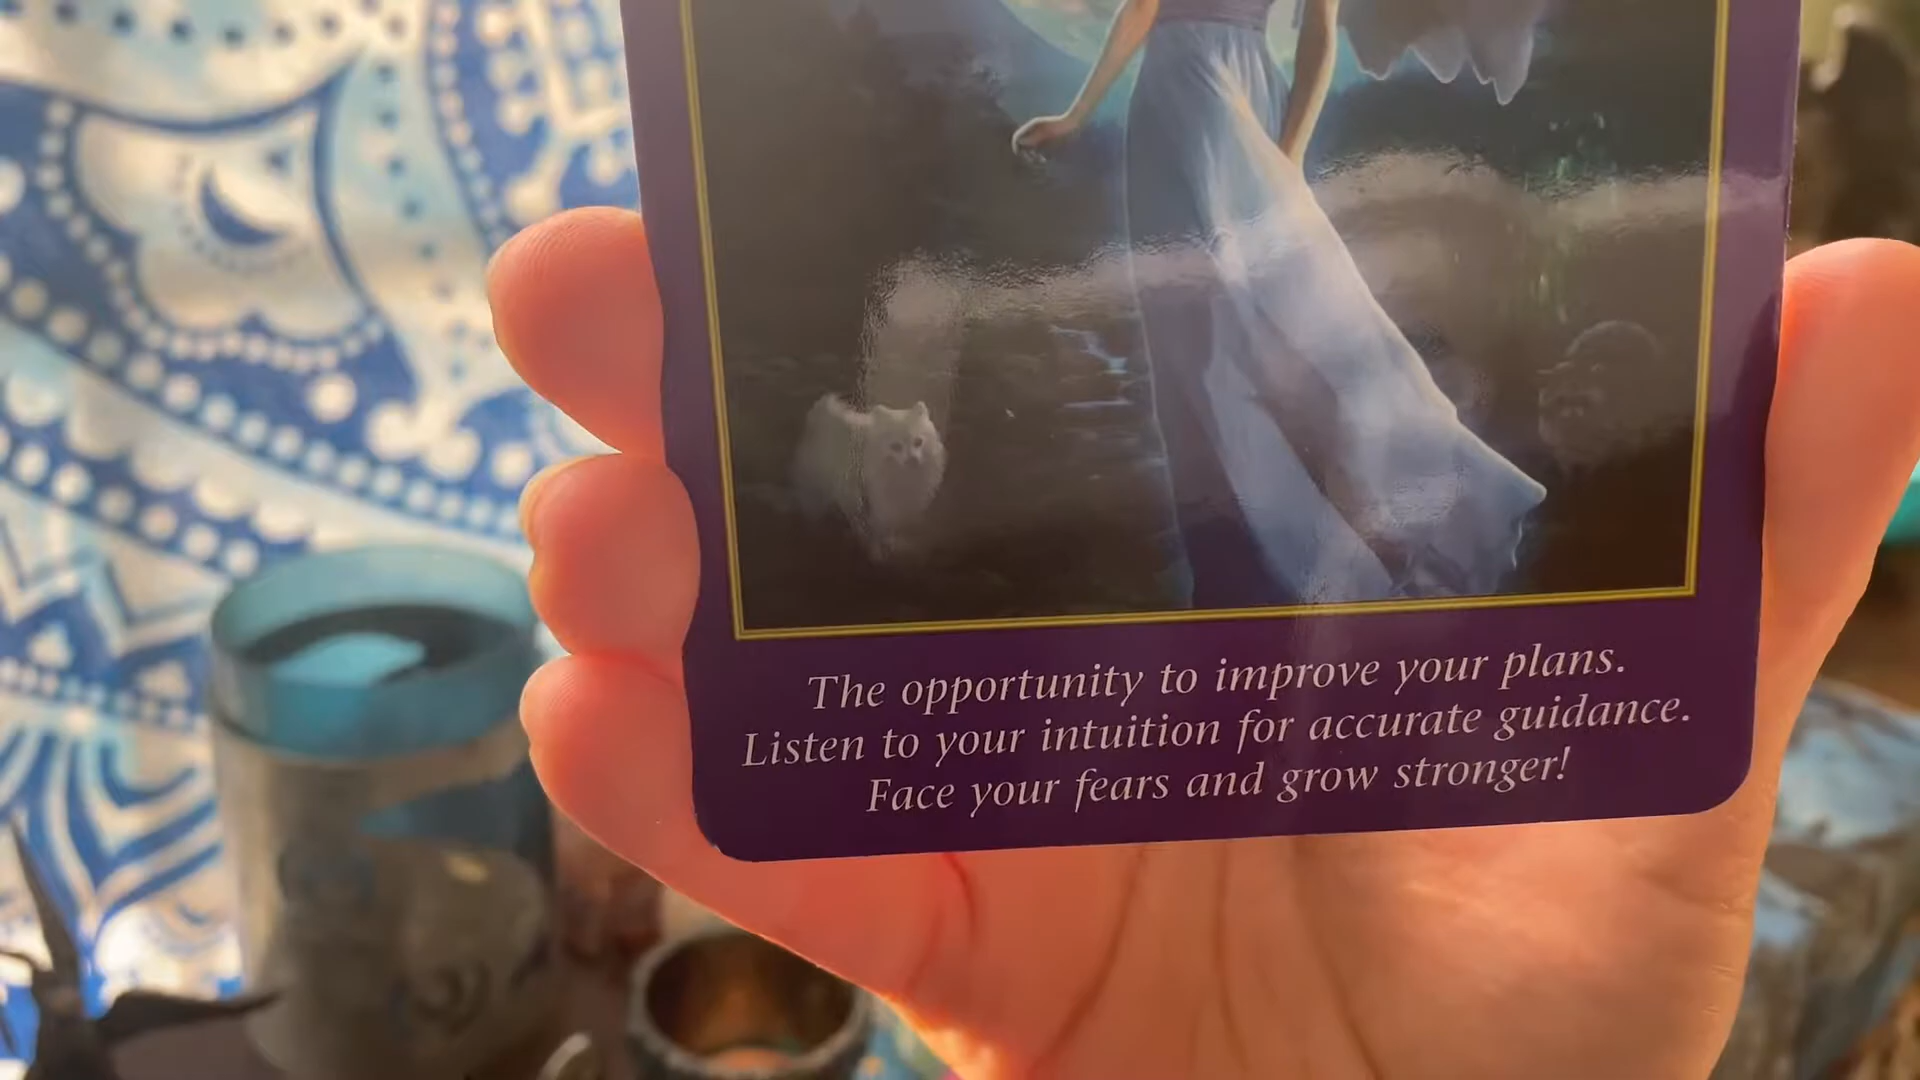 The opportunity to improve your plans.
Listen to your intuition for accurate guidance.
Face your fears and grow stronger!